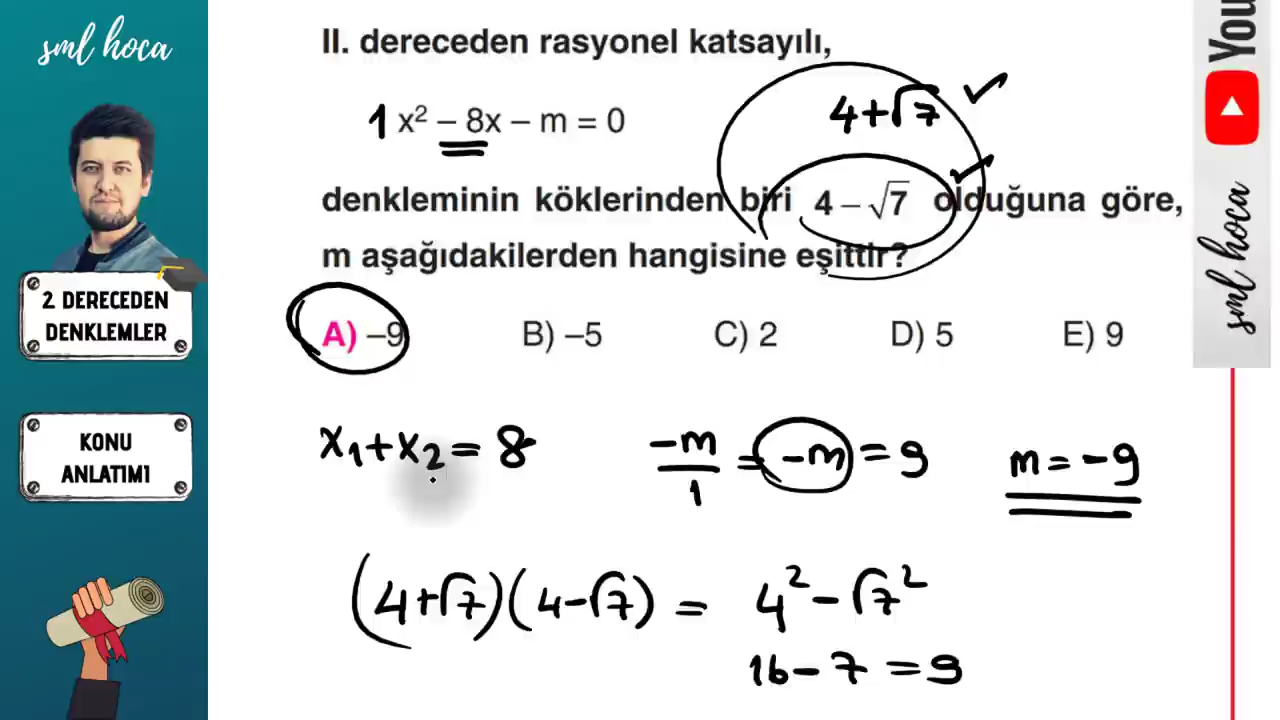 sml hoca
2. DERECEDEN
DENKLEMLER
KONU
ANLATIMI
II. dereceden rasyonel katsayılı,
1 x² – 8x – m = 0
4+√7
denkleminin köklerinden biri 4 – √7 olduğuna göre,
m aşağıdakilerden hangisine eşittir?
A) –9 B) –5 C) 2 D) 5 E) 9
x₁+x₂ = 8
-m/1 = -m = 9
m = -9
(4+√7)(4-√7) = 4² - √7²
16 - 7 = 9
You
sml hoca